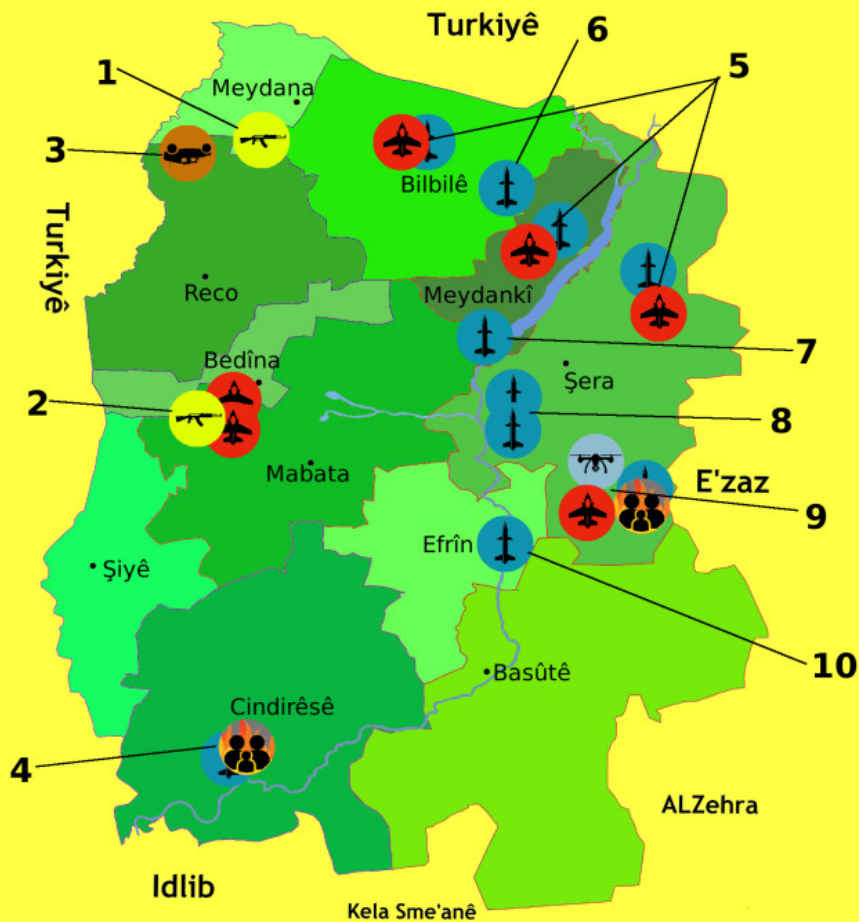 Turkiyê
6
1
5
Meydana
3
Bilbilê
Turkiyê
Reco
Meydankî
7
Bedîna
Şera
2
8
Mabata
E'zaz
9
Efrîn
Şiyê
10
Basûtê
Cindirêsê
4
ALZehra
Idlib
Kela Sme'anê